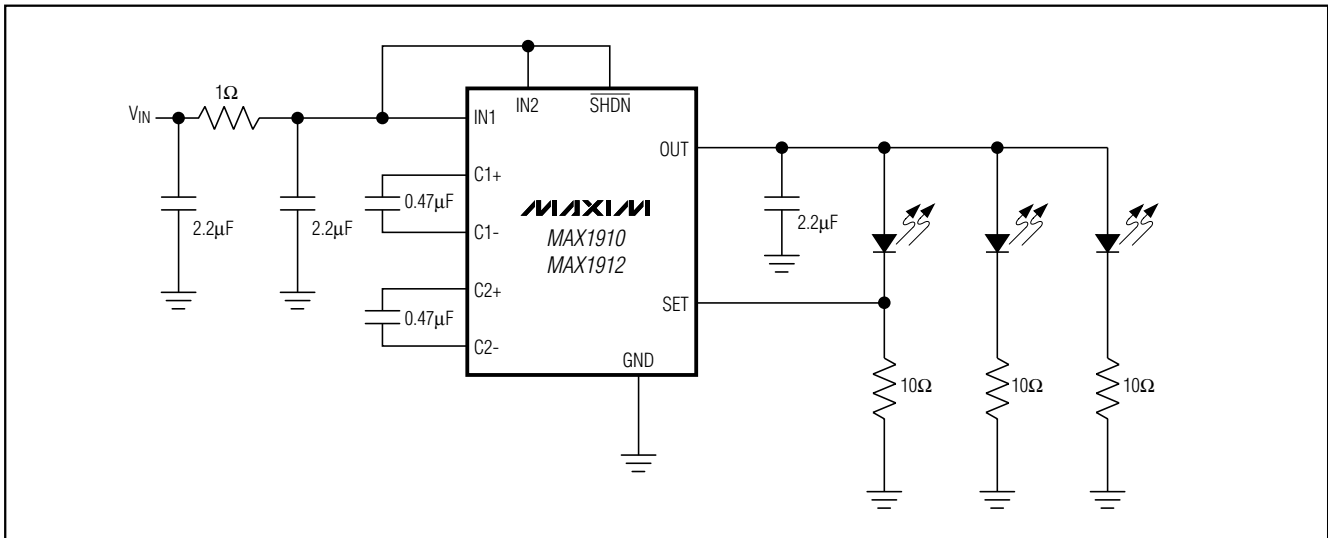 1Ω
V_IN
2.2μF
2.2μF
IN1
IN2
S̅H̅D̅N̅
C1+
0.47μF
C1-
C2+
0.47μF
C2-
MAXIM
MAX1910
MAX1912
OUT
SET
GND
2.2μF
10Ω
10Ω
10Ω